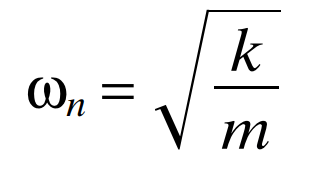 ωₙ = √(k/m)